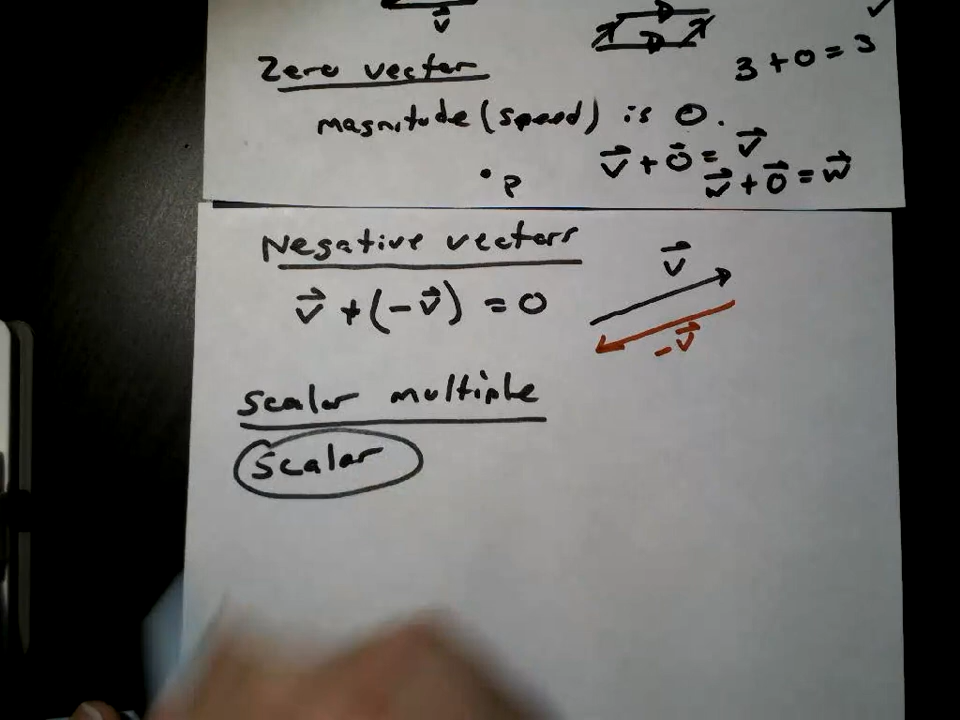 v⃗
3 + 0 = 3
Zero vector
magnitude (speed) is 0.
v⃗ + 0⃗ = v⃗
w⃗ + 0⃗ = w⃗
P
Negative vectors
v⃗ + (-v⃗) = 0
v⃗
-v⃗
Scalar multiple
Scalar